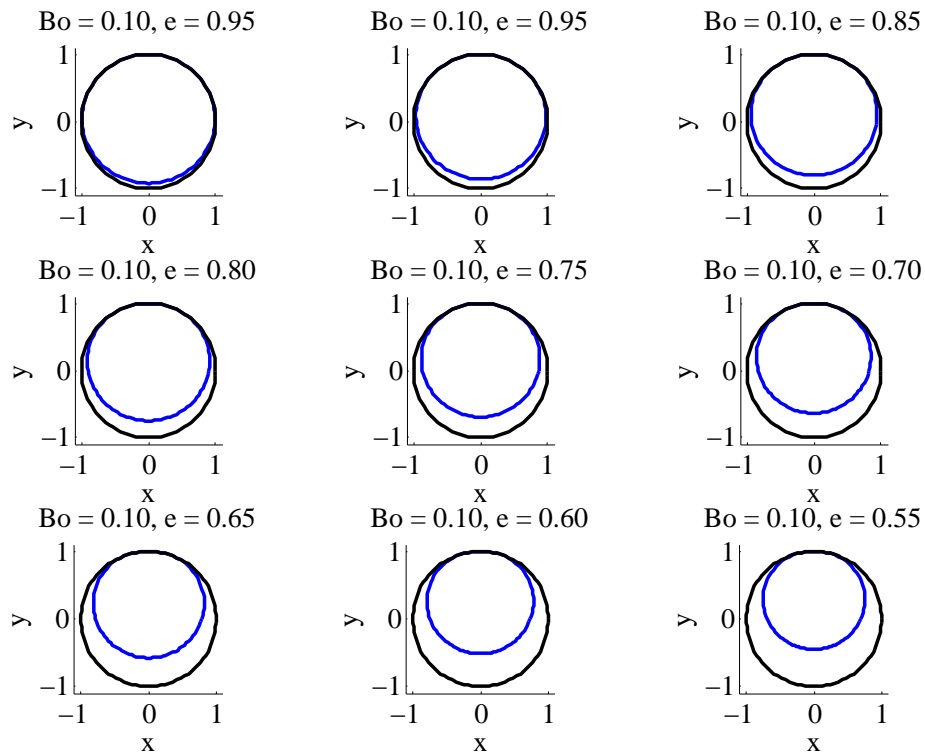 Bo = 0.10, e = 0.95
1
0
−1
y
−1 0 1
x
Bo = 0.10, e = 0.95
1
0
−1
y
−1 0 1
x
Bo = 0.10, e = 0.85
1
0
−1
y
−1 0 1
x
Bo = 0.10, e = 0.80
1
0
−1
y
−1 0 1
x
Bo = 0.10, e = 0.75
1
0
−1
y
−1 0 1
x
Bo = 0.10, e = 0.70
1
0
−1
y
−1 0 1
x
Bo = 0.10, e = 0.65
1
0
−1
y
−1 0 1
x
Bo = 0.10, e = 0.60
1
0
−1
y
−1 0 1
x
Bo = 0.10, e = 0.55
1
0
−1
y
−1 0 1
x